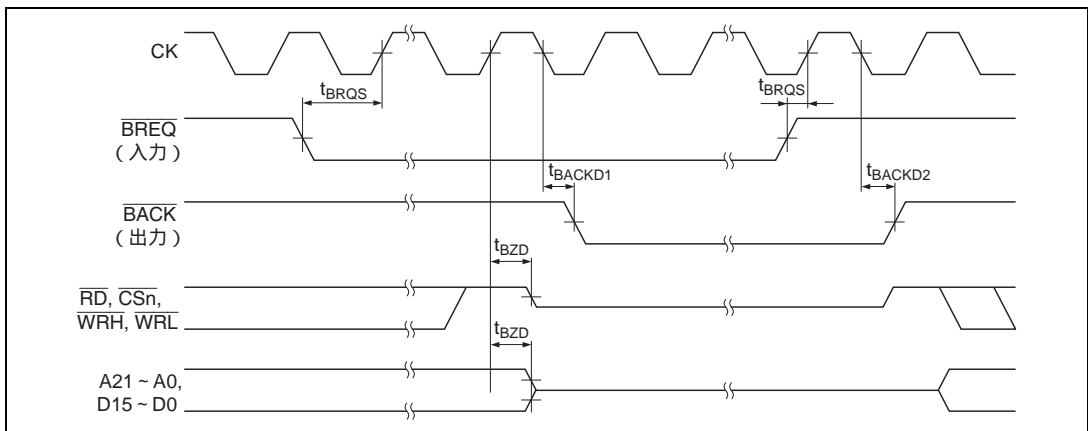 CK
tBRQS
tBRQS
BREQ
（入力）
tBACKD1
tBACKD2
BACK
（出力）
tBZD
RD, CSn,
WRH, WRL
tBZD
A21 ~ A0,
D15 ~ D0